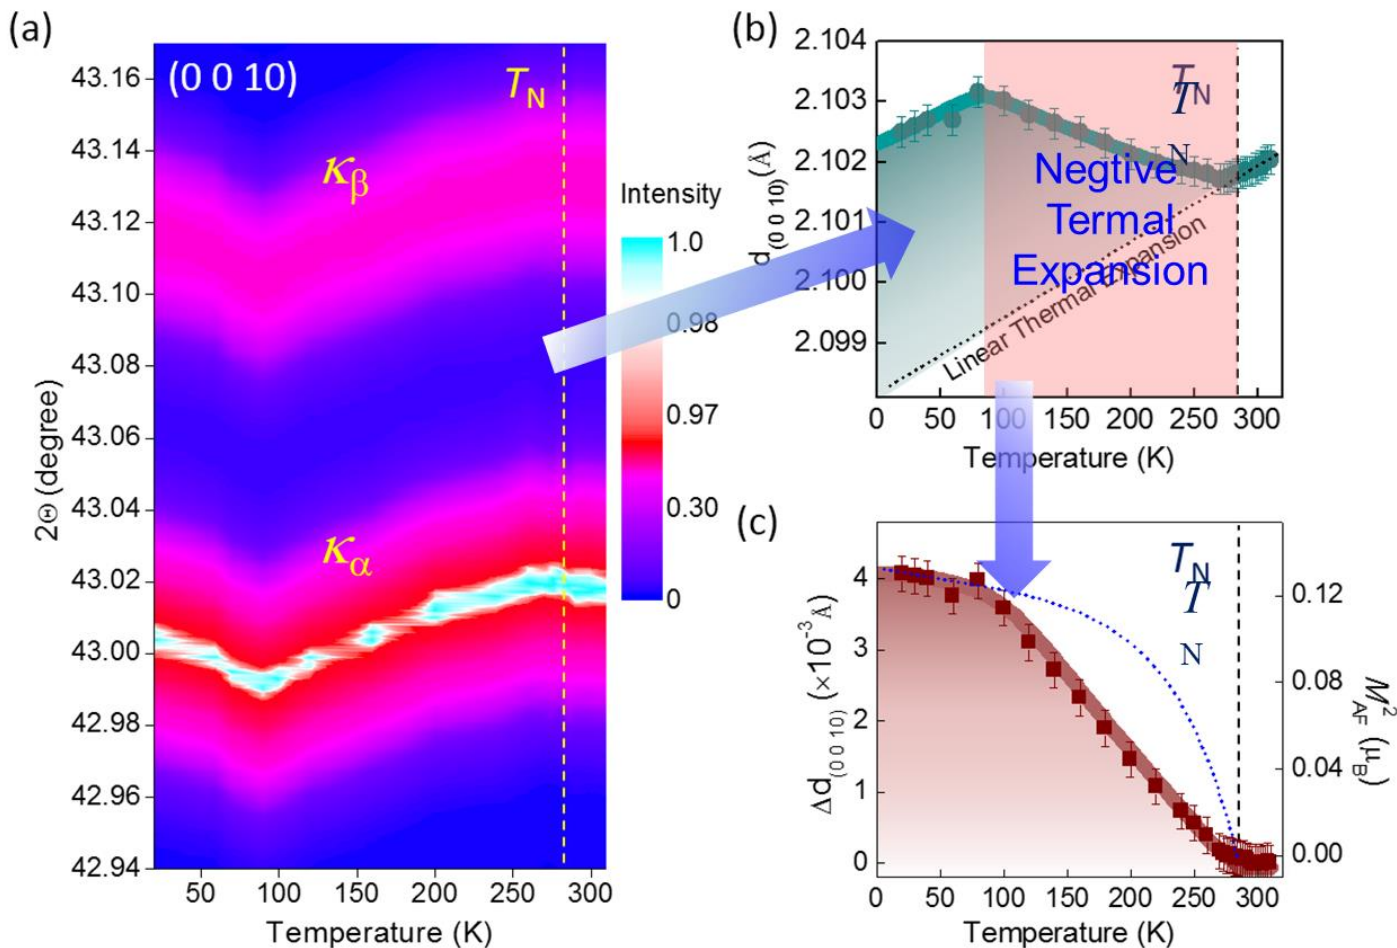 (a)
(0 0 10)
T_N
κ_β
κ_α
43.16
43.14
43.12
43.10
43.08
43.06
43.04
43.02
43.00
42.98
42.96
42.94
2Θ (degree)
50 100 150 200 250 300
Temperature (K)
Intensity
1.0
0.98
0.97
0.30
0
(b)
2.104
2.103
2.102
2.101
2.100
2.099
d_(0 0 10) (Å)
T_N
T
N
Negtive
Termal
Expansion
Linear Thermal Expansion
0 50 100 150 200 250 300
Temperature (K)
(c)
4
3
2
1
0
Δd_(0 0 10) (×10⁻³ Å)
T_N
T
N
0.12
0.08
0.04
0.00
M²_AF (μ_B)
0 50 100 150 200 250 300
Temperature (K)